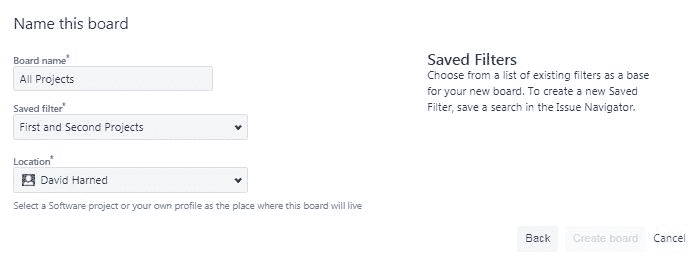 Name this board
Board name*
All Projects
Saved filter*
First and Second Projects
Location*
David Harned
Select a Software project or your own profile as the place where this board will live
Saved Filters
Choose from a list of existing filters as a base
for your new board. To create a new Saved
Filter, save a search in the Issue Navigator.
Back
Create board
Cancel